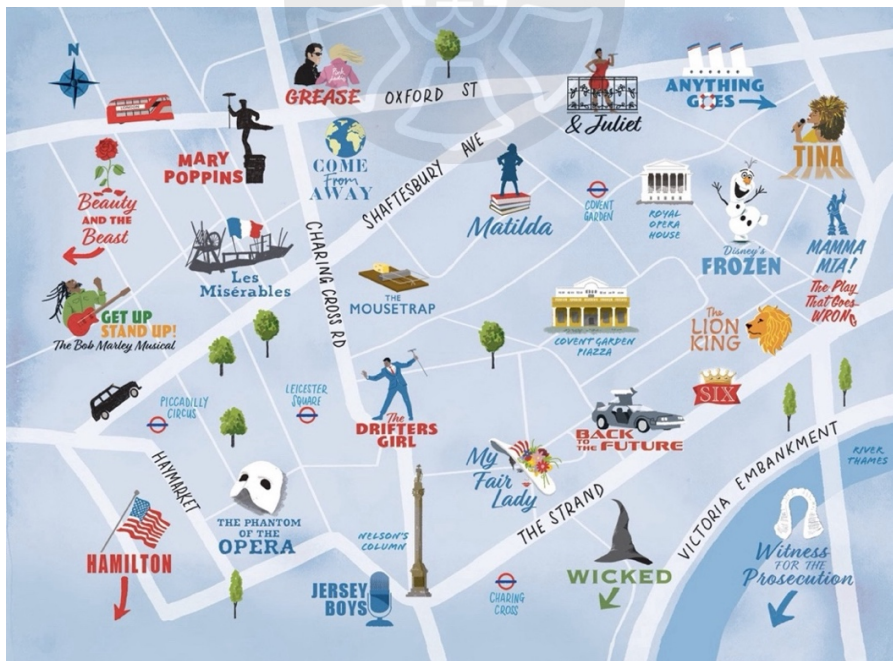 N
GREASE
OXFORD ST
& Juliet
ANYTHING
GOES
MARY
POPPINS
COME
From
AWAY
SHAFTESBURY AVE
TINA
Beauty
AND THE
Beast
Matilda
COVENT
GARDEN
ROYAL
OPERA
HOUSE
Disney's
FROZEN
MAMMA
MIA!
The Play
That Goes
WRONG
Les
Misérables
CHARING CROSS RD
THE
MOUSETRAP
GET UP
STAND UP!
The Bob Marley Musical
COVENT GARDEN
PIAZZA
The
LION
KING
SIX
PICCADILLY
CIRCUS
LEICESTER
SQUARE
The
DRIFTERS
GIRL
BACK
TO THE
FUTURE
My
Fair
Lady
HAYMARKET
THE PHANTOM
OF THE
OPERA
NELSON'S
COLUMN
THE STRAND
VICTORIA EMBANKMENT
RIVER
THAMES
HAMILTON
JERSEY
BOYS
CHARING
CROSS
WICKED
Witness
FOR THE
Prosecution